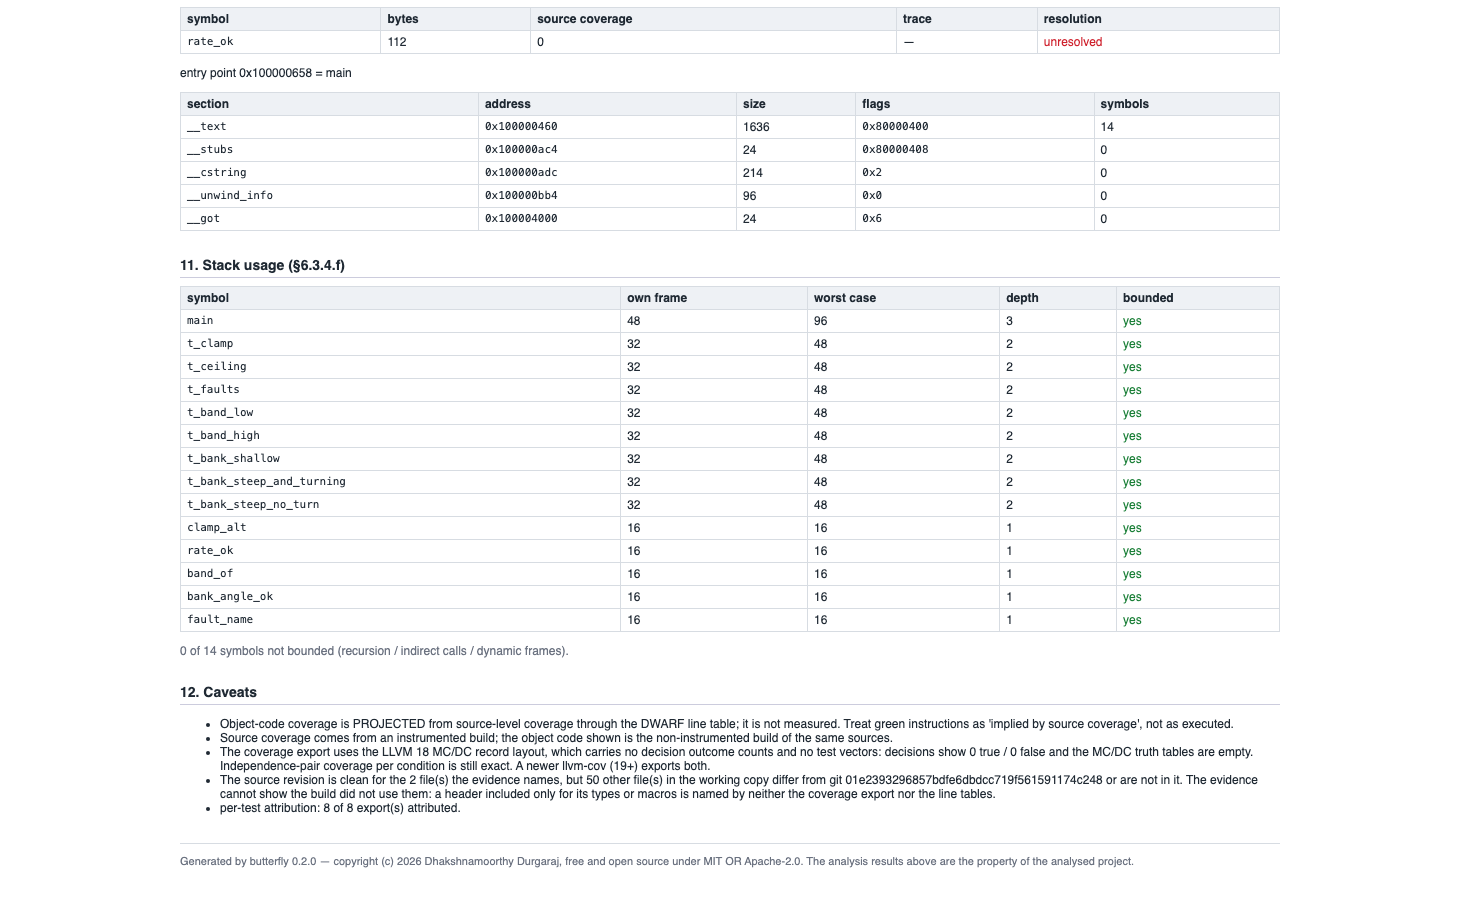 symbol bytes source coverage trace resolution
rate_ok 112 0 — unresolved
entry point 0x100000658 = main
section address size flags symbols
__text 0x100000460 1636 0x80000400 14
__stubs 0x100000ac4 24 0x80000408 0
__cstring 0x100000adc 214 0x2 0
__unwind_info 0x100000bb4 96 0x0 0
__got 0x100004000 24 0x6 0
11. Stack usage (§6.3.4.f)
symbol own frame worst case depth bounded
main 48 96 3 yes
t_clamp 32 48 2 yes
t_ceiling 32 48 2 yes
t_faults 32 48 2 yes
t_band_low 32 48 2 yes
t_band_high 32 48 2 yes
t_bank_shallow 32 48 2 yes
t_bank_steep_and_turning 32 48 2 yes
t_bank_steep_no_turn 32 48 2 yes
clamp_alt 16 16 1 yes
rate_ok 16 16 1 yes
band_of 16 16 1 yes
bank_angle_ok 16 16 1 yes
fault_name 16 16 1 yes
0 of 14 symbols not bounded (recursion / indirect calls / dynamic frames).
12. Caveats
• Object-code coverage is PROJECTED from source-level coverage through the DWARF line table; it is not measured. Treat green instructions as 'implied by source coverage', not as executed.
• Source coverage comes from an instrumented build; the object code shown is the non-instrumented build of the same sources.
• The coverage export uses the LLVM 18 MC/DC record layout, which carries no decision outcome counts and no test vectors: decisions show 0 true / 0 false and the MC/DC truth tables are empty.
Independence-pair coverage per condition is still exact. A newer llvm-cov (19+) exports both.
• The source revision is clean for the 2 file(s) the evidence names, but 50 other file(s) in the working copy differ from git 01e2393296857bdfe6dbdcc719f561591174c248 or are not in it. The evidence
cannot show the build did not use them: a header included only for its types or macros is named by neither the coverage export nor the line tables.
• per-test attribution: 8 of 8 export(s) attributed.
Generated by butterfly 0.2.0 — copyright (c) 2026 Dhakshnamoorthy Durgaraj, free and open source under MIT OR Apache-2.0. The analysis results above are the property of the analysed project.